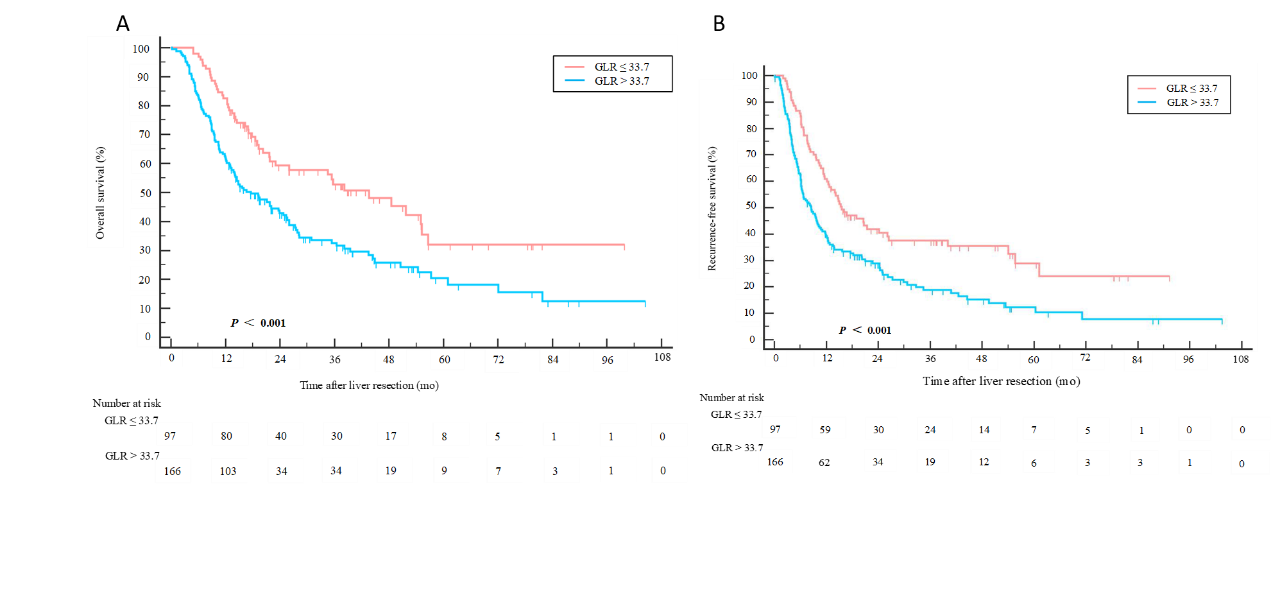 A
100
90
80
70
60
50
40
30
20
10
0
Overall survival (%)
GLR ≤ 33.7
GLR > 33.7
P < 0.001
0 12 24 36 48 60 72 84 96 108
Time after liver resection (mo)
Number at risk
GLR ≤ 33.7
97 80 40 30 17 8 5 1 1 0
GLR > 33.7
166 103 34 34 19 9 7 3 1 0
B
100
90
80
70
60
50
40
30
20
10
0
Recurrence-free survival (%)
GLR ≤ 33.7
GLR > 33.7
P < 0.001
0 12 24 36 48 60 72 84 96 108
Time after liver resection (mo)
Number at risk
GLR ≤ 33.7
97 59 30 24 14 7 5 1 0 0
GLR > 33.7
166 62 34 19 12 6 3 3 1 0